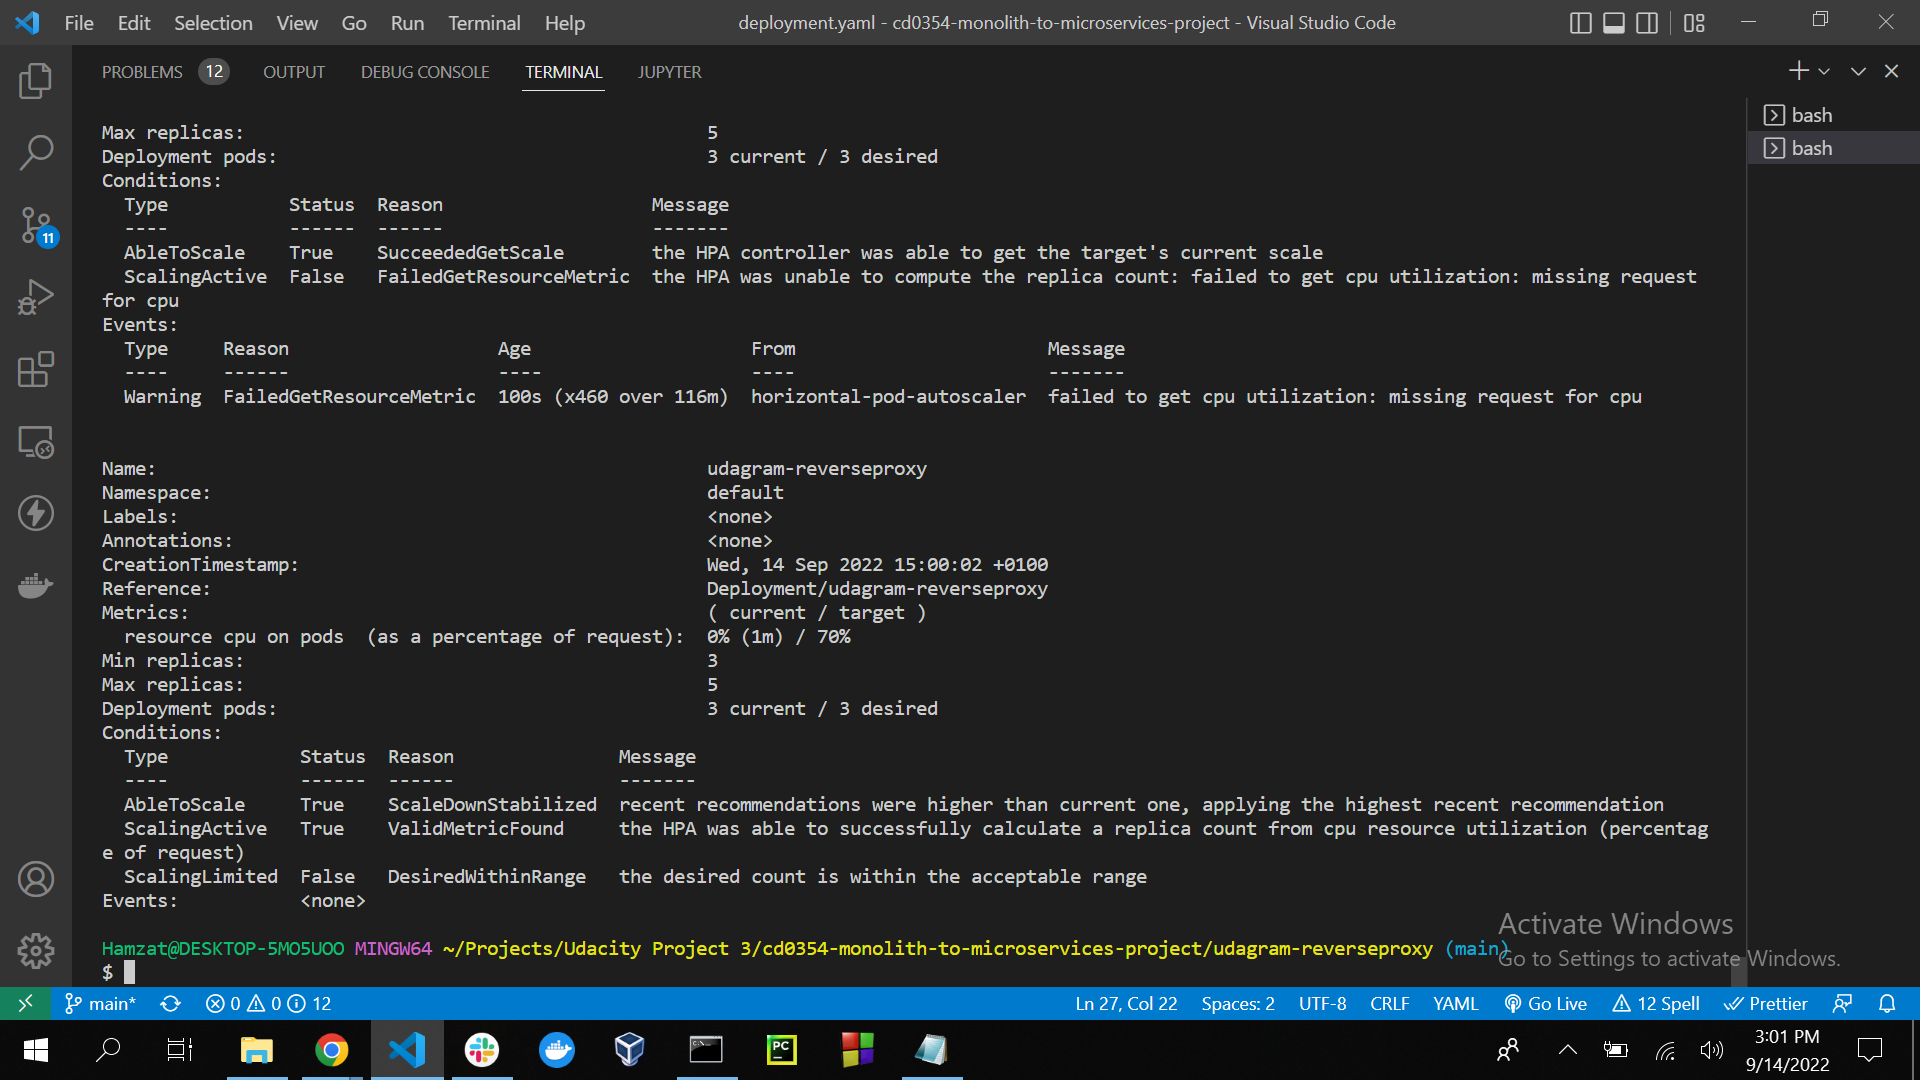 File Edit Selection View Go Run Terminal Help deployment.yaml - cd0354-monolith-to-microservices-project - Visual Studio Code
PROBLEMS 12 OUTPUT DEBUG CONSOLE TERMINAL JUPYTER
bash
bash
Max replicas: 5
Deployment pods: 3 current / 3 desired
Conditions:
Type Status Reason Message
---- ------ ------ -------
AbleToScale True SucceededGetScale the HPA controller was able to get the target's current scale
ScalingActive False FailedGetResourceMetric the HPA was unable to compute the replica count: failed to get cpu utilization: missing request
for cpu
Events:
Type Reason Age From Message
---- ------ ---- ---- -------
Warning FailedGetResourceMetric 100s (x460 over 116m) horizontal-pod-autoscaler failed to get cpu utilization: missing request for cpu
Name: udagram-reverseproxy
Namespace: default
Labels: <none>
Annotations: <none>
CreationTimestamp: Wed, 14 Sep 2022 15:00:02 +0100
Reference: Deployment/udagram-reverseproxy
Metrics: ( current / target )
resource cpu on pods (as a percentage of request): 0% (1m) / 70%
Min replicas: 3
Max replicas: 5
Deployment pods: 3 current / 3 desired
Conditions:
Type Status Reason Message
---- ------ ------ -------
AbleToScale True ScaleDownStabilized recent recommendations were higher than current one, applying the highest recent recommendation
ScalingActive True ValidMetricFound the HPA was able to successfully calculate a replica count from cpu resource utilization (percentag
e of request)
ScalingLimited False DesiredWithinRange the desired count is within the acceptable range
Events: <none>
Hamzat@DESKTOP-5MO5UOO MINGW64 ~/Projects/Udacity Project 3/cd0354-monolith-to-microservices-project/udagram-reverseproxy (main)
$
Activate Windows
Go to Settings to activate Windows.
11
main* 0 0 12 Ln 27, Col 22 Spaces: 2 UTF-8 CRLF YAML Go Live 12 Spell Prettier
PC
3:01 PM
9/14/2022